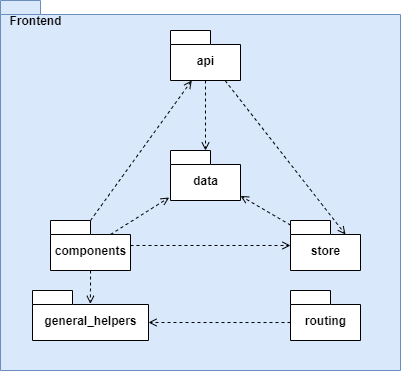 Frontend
api
data
components
store
general_helpers
routing